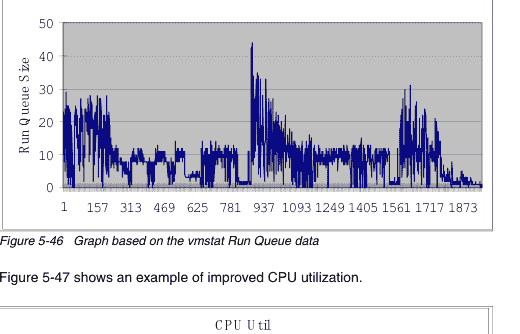 50
40
30
20
10
0
Run Queue Size
1 157 313 469 625 781 937 1093 1249 1405 1561 1717 1873
Figure 5-46 Graph based on the vmstat Run Queue data
Figure 5-47 shows an example of improved CPU utilization.
CPU Util